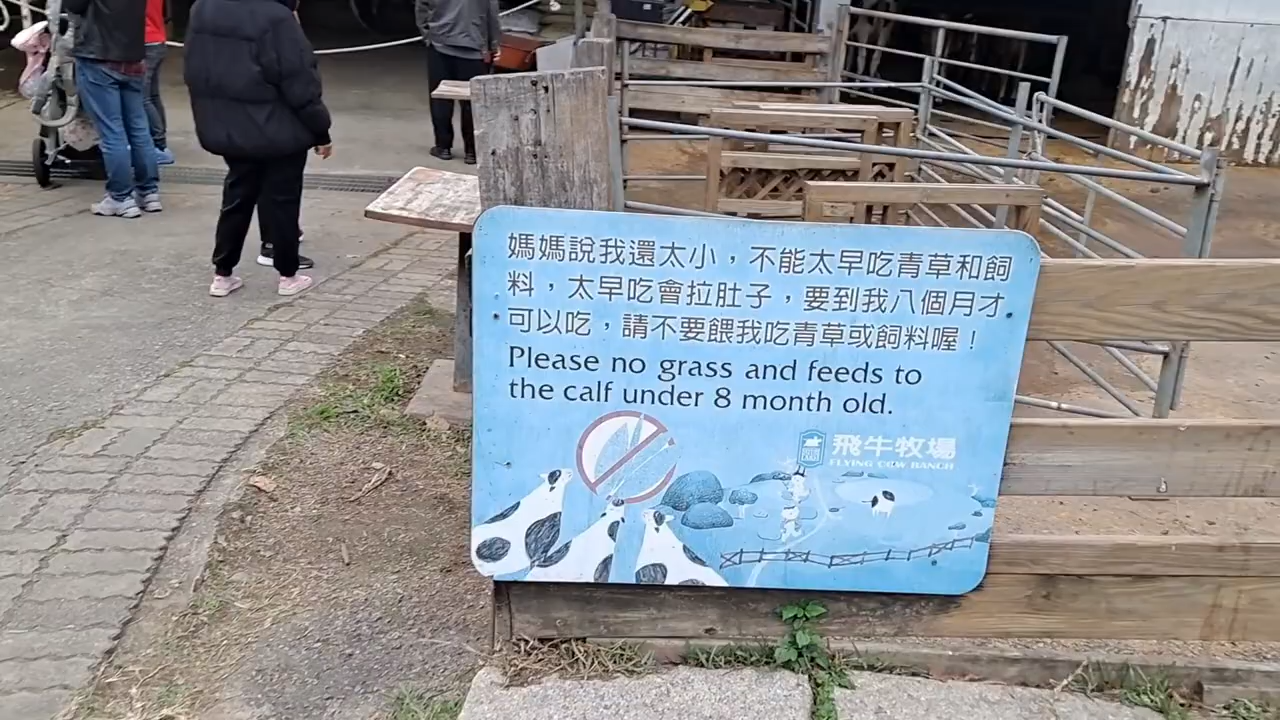 媽媽說我還太小，不能太早吃青草和飼
料，太早吃會拉肚子，要到我八個月才
可以吃，請不要餵我吃青草或飼料喔！
Please no grass and feeds to
the calf under 8 month old.
飛牛牧場
FLYING COW RANCH